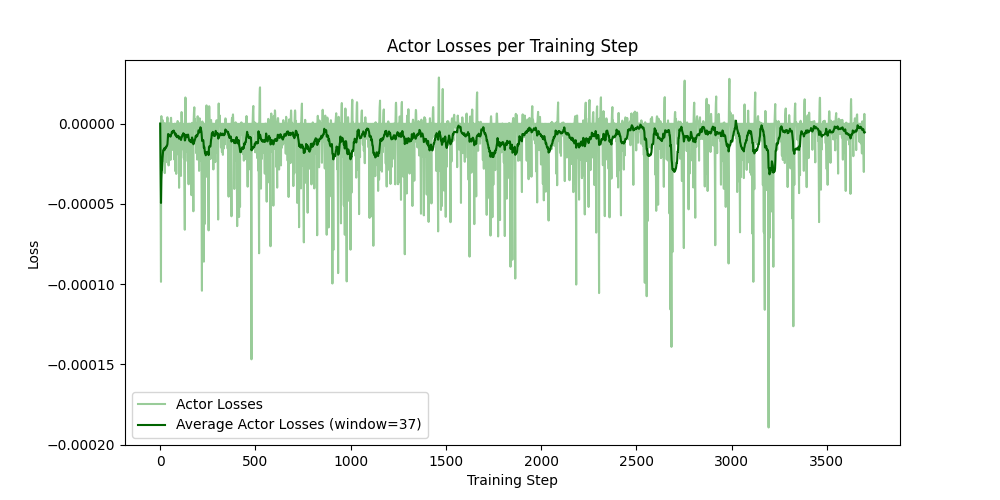 Actor Losses per Training Step
0.00000
−0.00005
−0.00010
−0.00015
−0.00020
Loss
Actor Losses
Average Actor Losses (window=37)
0 500 1000 1500 2000 2500 3000 3500
Training Step